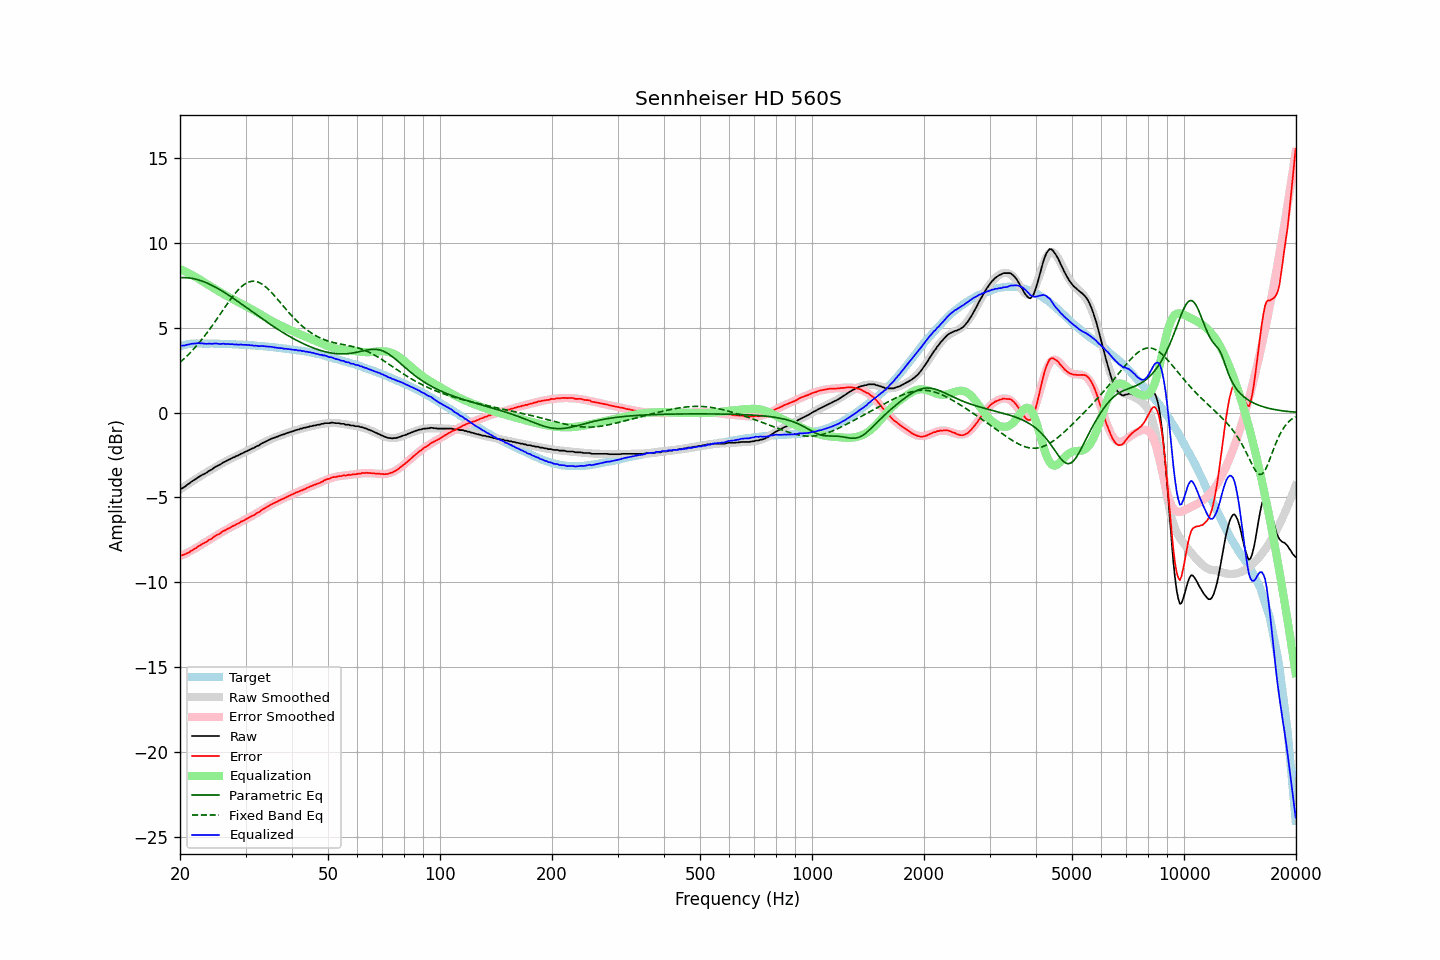 Sennheiser HD 560S
Amplitude (dBr)
15
10
5
0
−5
−10
−15
−20
−25
Target
Raw Smoothed
Error Smoothed
Raw
Error
Equalization
Parametric Eq
Fixed Band Eq
Equalized
20 50 100 200 500 1000 2000 5000 10000 20000
Frequency (Hz)